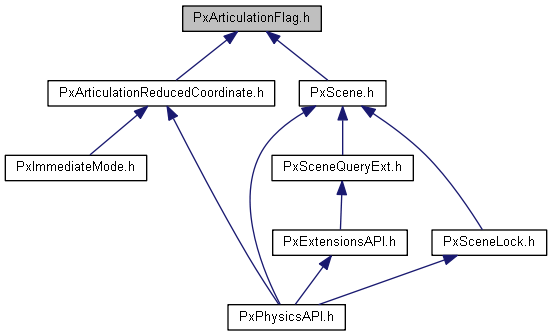 PxArticulationFlag.h
PxArticulationReducedCoordinate.h
PxScene.h
PxImmediateMode.h
PxSceneQueryExt.h
PxExtensionsAPI.h
PxSceneLock.h
PxPhysicsAPI.h